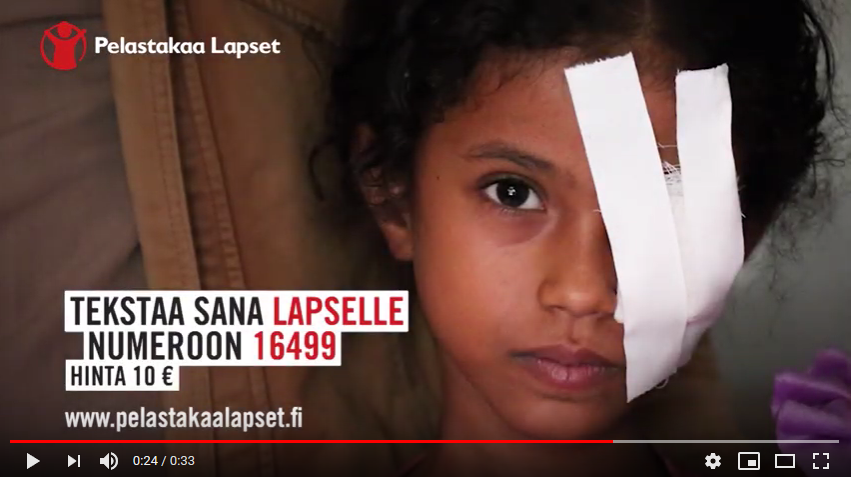 Pelastakaa Lapset
TEKSTAA SANA LAPSELLE
NUMEROON 16499
HINTA 10 €
www.pelastakaalapset.fi
0:24 / 0:33